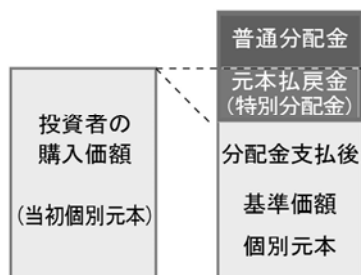 投資者の
購入価額
(当初個別元本)
普通分配金
元本払戻金
(特別分配金)
分配金支払後
基準価額
個別元本